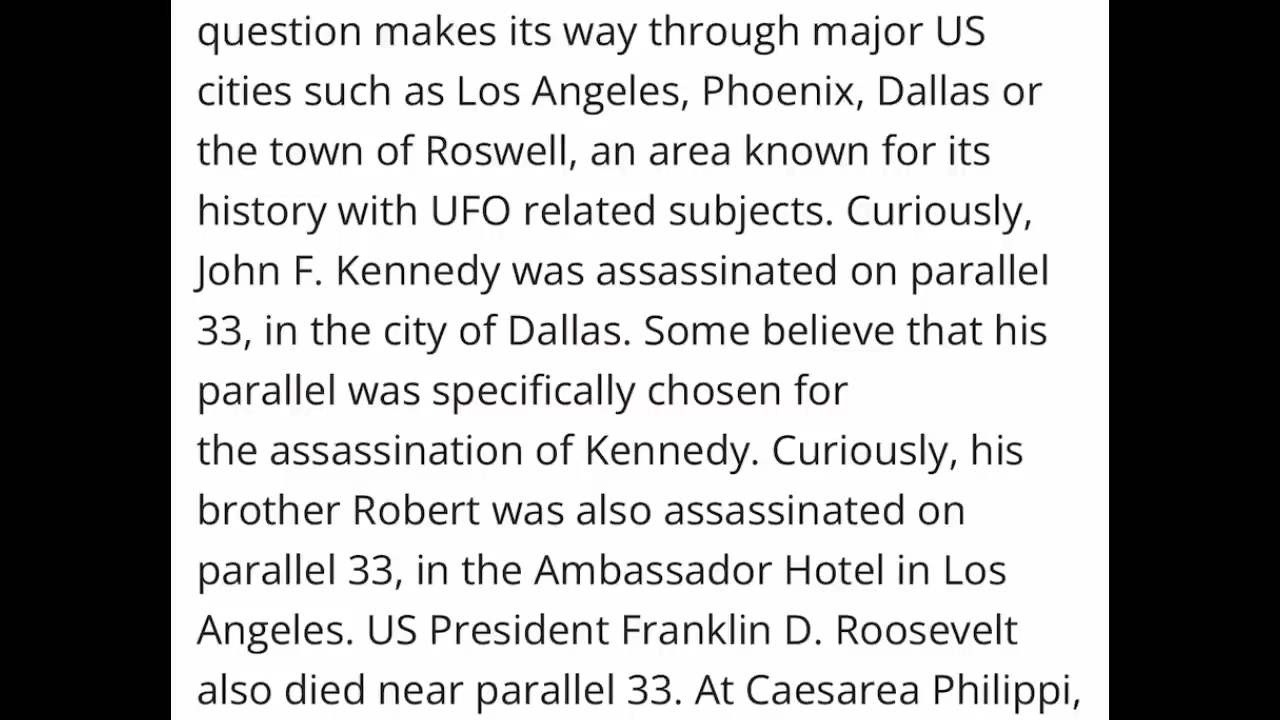 question makes its way through major US
cities such as Los Angeles, Phoenix, Dallas or
the town of Roswell, an area known for its
history with UFO related subjects. Curiously,
John F. Kennedy was assassinated on parallel
33, in the city of Dallas. Some believe that his
parallel was specifically chosen for
the assassination of Kennedy. Curiously, his
brother Robert was also assassinated on
parallel 33, in the Ambassador Hotel in Los
Angeles. US President Franklin D. Roosevelt
also died near parallel 33. At Caesarea Philippi,